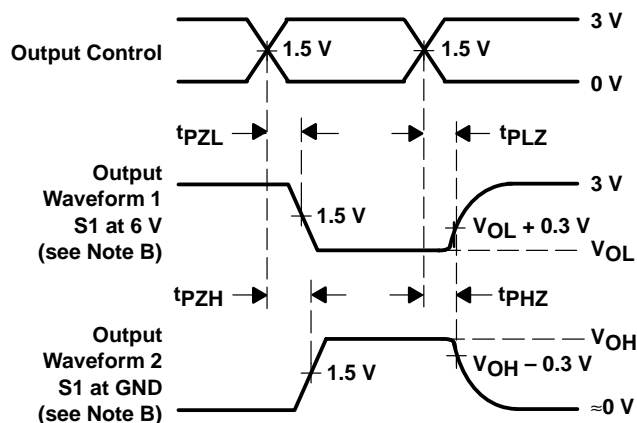 3 V
Output Control
1.5 V
1.5 V
0 V
tPZL
tPLZ
Output
Waveform 1
S1 at 6 V
(see Note B)
3 V
1.5 V
VOL + 0.3 V
VOL
tPZH
tPHZ
Output
Waveform 2
S1 at GND
(see Note B)
VOH
1.5 V
VOH − 0.3 V
≈0 V